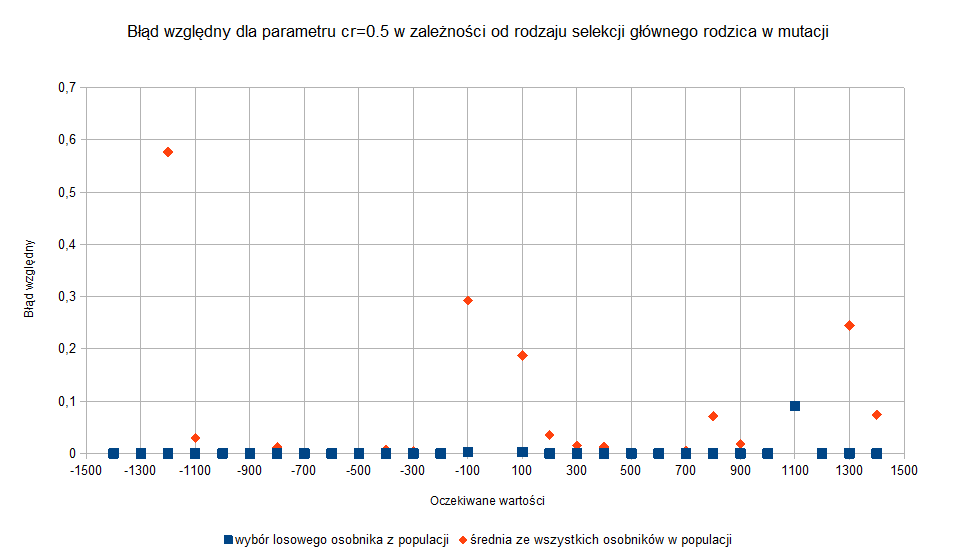 Błąd względny dla parametru cr=0.5 w zależności od rodzaju selekcji głównego rodzica w mutacji
0,7
0,6
0,5
0,4
0,3
0,2
0,1
0
Błąd względny
-1500 -1300 -1100 -900 -700 -500 -300 -100 100 300 500 700 900 1100 1300 1500
Oczekiwane wartości
wybór losowego osobnika z populacji średnia ze wszystkich osobników w populacji